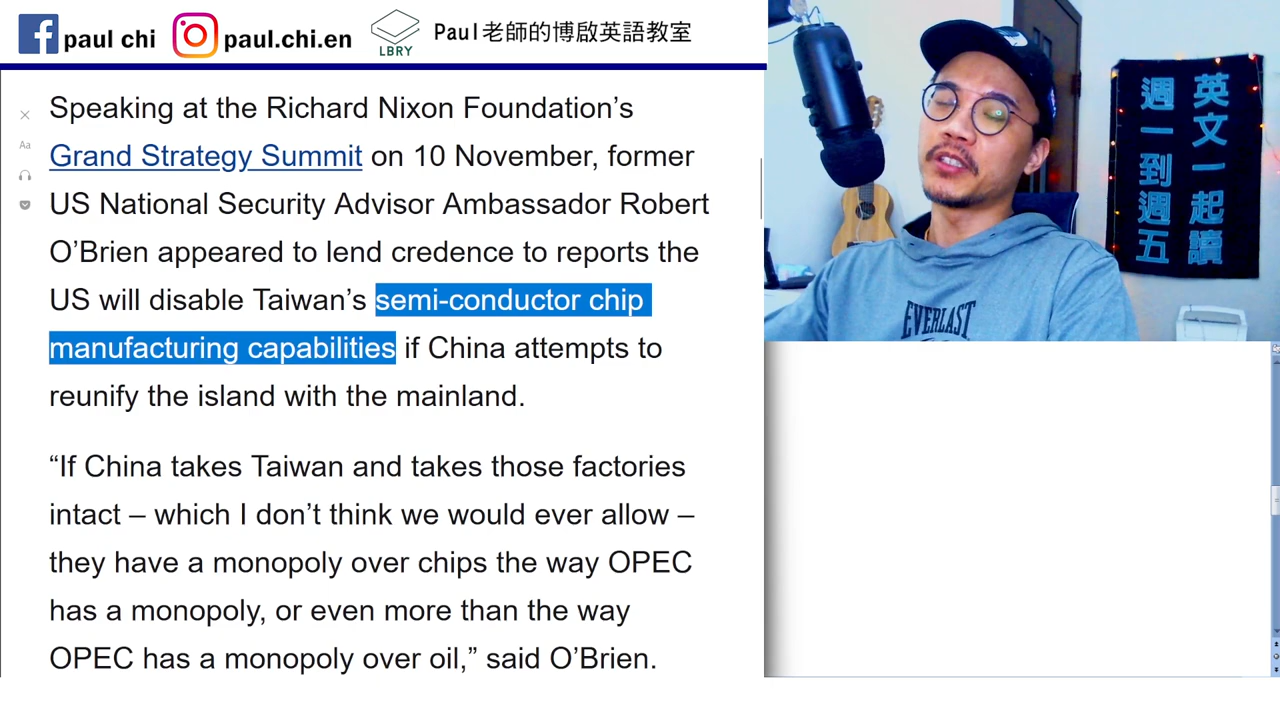 paul chi
paul.chi.en
LBRY
Paul老師的博啟英語教室
Speaking at the Richard Nixon Foundation’s
Grand Strategy Summit on 10 November, former
US National Security Advisor Ambassador Robert
O’Brien appeared to lend credence to reports the
US will disable Taiwan’s semi-conductor chip
manufacturing capabilities if China attempts to
reunify the island with the mainland.
“If China takes Taiwan and takes those factories
intact – which I don’t think we would ever allow –
they have a monopoly over chips the way OPEC
has a monopoly, or even more than the way
OPEC has a monopoly over oil,” said O’Brien.
Aa
英文一起讀
週一到週五
EVERLAST